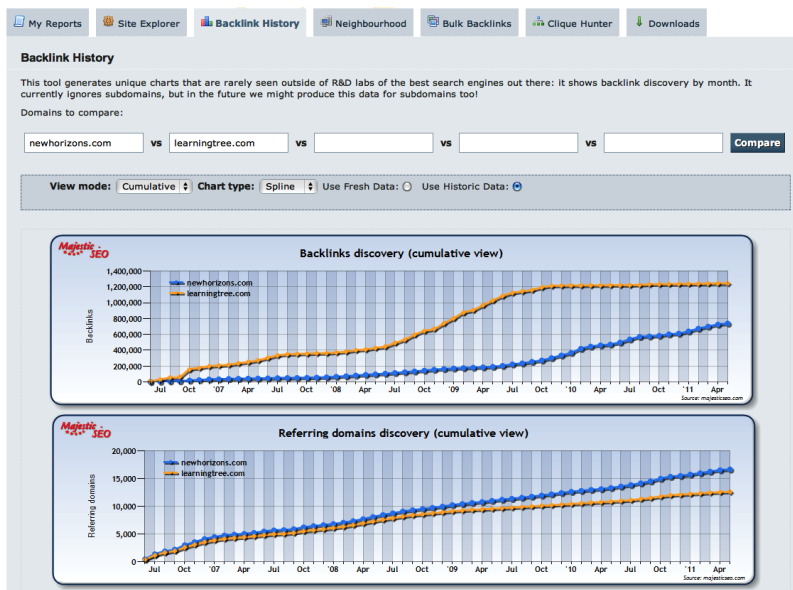 My Reports Site Explorer Backlink History Neighbourhood Bulk Backlinks Clique Hunter Downloads
Backlink History
This tool generates unique charts that are rarely seen outside of R&D labs of the best search engines out there: it shows backlink discovery by month. It
currently ignores subdomains, but in the future we might produce this data for subdomains too!
Domains to compare:
newhorizons.com vs learningtree.com vs vs vs Compare
View mode: Cumulative Chart type: Spline Use Fresh Data: Use Historic Data:
Majestic SEO
Backlinks discovery (cumulative view)
newhorizons.com
learningtree.com
Backlinks
1,400,000
1,200,000
1,000,000
800,000
600,000
400,000
200,000
0
Jul Oct '07 Apr Jul Oct '08 Apr Jul Oct '09 Apr Jul Oct '10 Apr Jul Oct '11 Apr
Source: majesticseo.com
Majestic SEO
Referring domains discovery (cumulative view)
newhorizons.com
learningtree.com
Referring domains
20,000
15,000
10,000
5,000
0
Jul Oct '07 Apr Jul Oct '08 Apr Jul Oct '09 Apr Jul Oct '10 Apr Jul Oct '11 Apr
Source: majesticseo.com